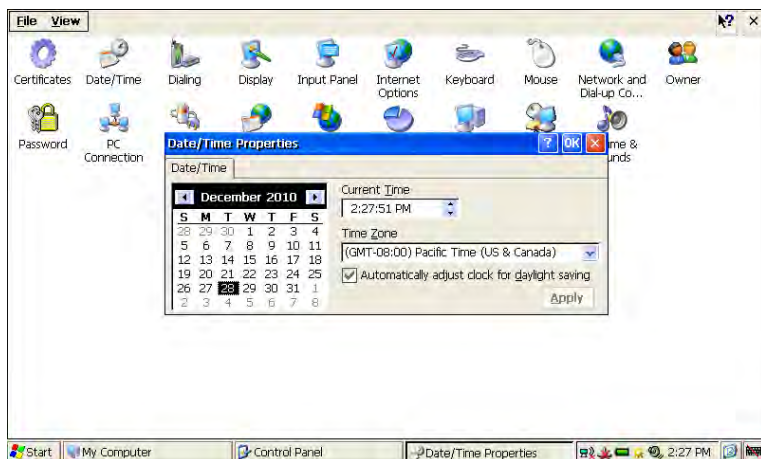 File View
?
×
Certificates
Date/Time
Dialing
Display
Input Panel
Internet
Options
Keyboard
Mouse
Network and
Dial-up Co...
Owner
Password
PC
Connection
me &
unds
Date/Time Properties
? OK ×
Date/Time
December 2010
S M T W T F S
28 29 30 1 2 3 4
5 6 7 8 9 10 11
12 13 14 15 16 17 18
19 20 21 22 23 24 25
26 27 28 29 30 31 1
2 3 4 5 6 7 8
Current Time
2:27:51 PM
Time Zone
(GMT-08:00) Pacific Time (US & Canada)
Automatically adjust clock for daylight saving
Apply
Start
My Computer
Control Panel
Date/Time Properties
2:27 PM